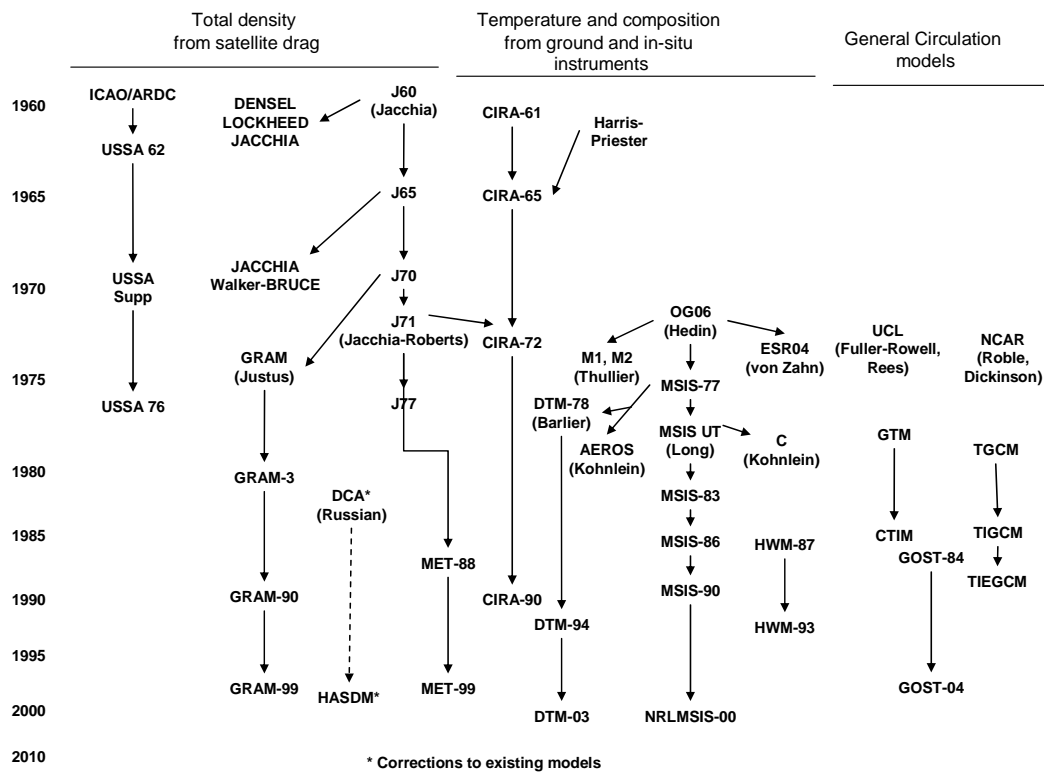 Total density
from satellite drag
Temperature and composition
from ground and in-situ
instruments
General Circulation
models
1960
1965
1970
1975
1980
1985
1990
1995
2000
2010
ICAO/ARDC
USSA 62
USSA
Supp
USSA 76
DENSEL
LOCKHEED
JACCHIA
J60
(Jacchia)
J65
JACCHIA
Walker-BRUCE
J70
J71
(Jacchia-Roberts)
GRAM
(Justus)
J77
GRAM-3
DCA*
(Russian)
MET-88
GRAM-90
GRAM-99
HASDM*
MET-99
CIRA-61
Harris-
Priester
CIRA-65
CIRA-72
OG06
(Hedin)
M1, M2
(Thullier)
ESR04
(von Zahn)
MSIS-77
DTM-78
(Barlier)
AEROS
(Kohnlein)
MSIS UT
(Long)
C
(Kohnlein)
MSIS-83
MSIS-86
HWM-87
CIRA-90
MSIS-90
DTM-94
HWM-93
DTM-03
NRLMSIS-00
UCL
(Fuller-Rowell,
Rees)
NCAR
(Roble,
Dickinson)
GTM
TGCM
CTIM
TIGCM
GOST-84
TIEGCM
GOST-04
* Corrections to existing models